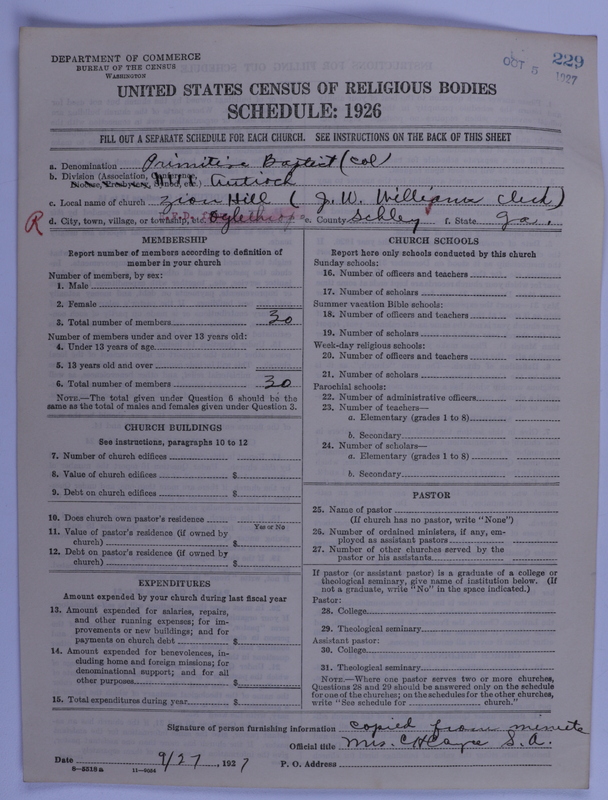 229
OCT 5 1927
DEPARTMENT OF COMMERCE
BUREAU OF THE CENSUS
WASHINGTON
UNITED STATES CENSUS OF RELIGIOUS BODIES
SCHEDULE: 1926
FILL OUT A SEPARATE SCHEDULE FOR EACH CHURCH. SEE INSTRUCTIONS ON THE BACK OF THIS SHEET
a. Denomination Primitive Baptist (Col
b. Division (Association,
Diocese, Presbytery, Synod, etc.) Antioch
c. Local name of church Zion Hill ( J. W. Williams Clerk )
R d. City, town, village, or township, etc. Oglethorpe e. County Schley f. State Ga.
MEMBERSHIP
Report number of members according to definition of
member in your church
Number of members, by sex:
1. Male
2. Female
3. Total number of members 30
Number of members under and over 13 years old:
4. Under 13 years of age
5. 13 years old and over
6. Total number of members 30
NOTE.—The total given under Question 6 should be the
same as the total of males and females given under Question 3.
CHURCH BUILDINGS
See instructions, paragraphs 10 to 12
7. Number of church edifices
8. Value of church edifices $
9. Debt on church edifices $
10. Does church own pastor's residence
Yes or No
11. Value of pastor's residence (if owned by
church) $
12. Debt on pastor's residence (if owned by
church) $
EXPENDITURES
Amount expended by your church during last fiscal year
13. Amount expended for salaries, repairs,
and other running expenses; for im-
provements or new buildings; and for
payments on church debt $
14. Amount expended for benevolences, in-
cluding home and foreign missions; for
denominational support; and for all
other purposes $
15. Total expenditures during year $
CHURCH SCHOOLS
Report here only schools conducted by this church
Sunday schools:
16. Number of officers and teachers
17. Number of scholars
Summer vacation Bible schools:
18. Number of officers and teachers
19. Number of scholars
Week-day religious schools:
20. Number of officers and teachers
21. Number of scholars
Parochial schools:
22. Number of administrative officers
23. Number of teachers—
a. Elementary (grades 1 to 8)
b. Secondary
24. Number of scholars—
a. Elementary (grades 1 to 8)
b. Secondary
PASTOR
25. Name of pastor
(If church has no pastor, write "None")
26. Number of ordained ministers, if any, em-
ployed as assistant pastors
27. Number of other churches served by the
pastor or his assistants
If pastor (or assistant pastor) is a graduate of a college or
theological seminary, give name of institution below. (If
not a graduate, write "No" in the space indicated.)
Pastor:
28. College
29. Theological seminary
Assistant pastor:
30. College
31. Theological seminary
NOTE.—Where one pastor serves two or more churches,
Questions 28 and 29 should be answered only on the schedule
for one of the churches; on the schedules for the other churches,
write "See schedule for church."
Signature of person furnishing information copied from minute
Official title Mrs. S. A.
Date 9/27, 1927 P. O. Address
8—5518a 11—9034